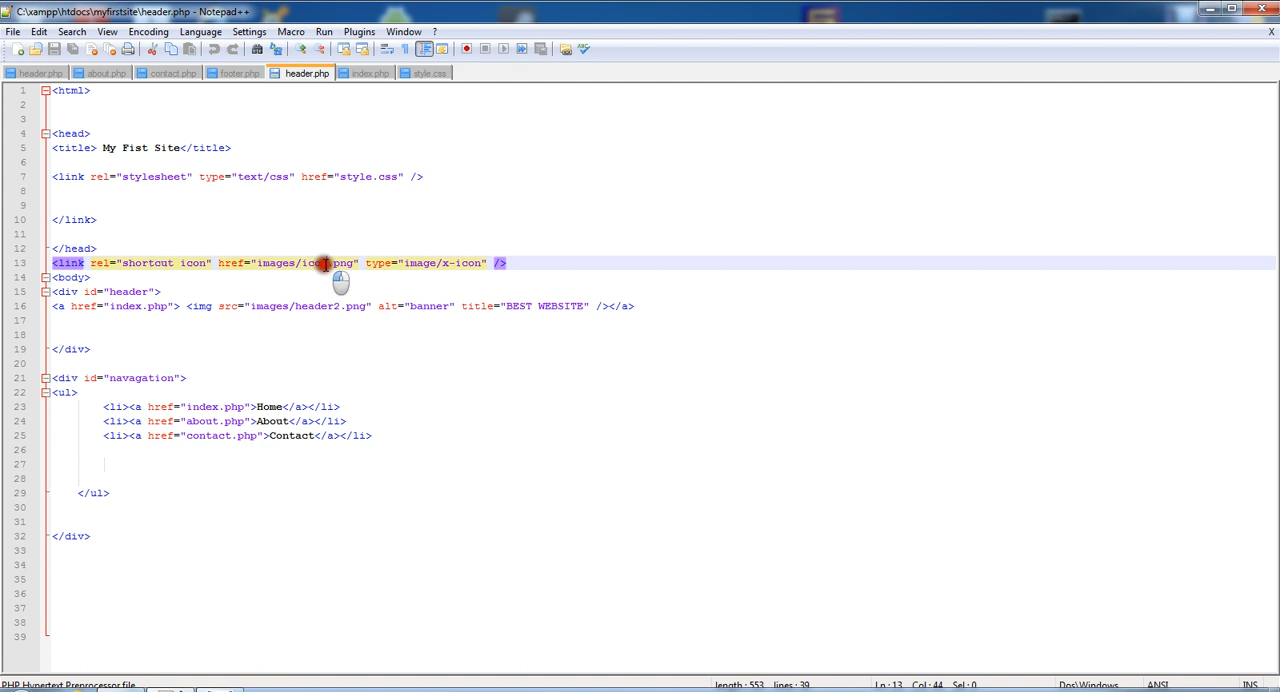 C:\xampp\htdocs\myfirstsite\header.php - Notepad++
File Edit Search View Encoding Language Settings Macro Run Plugins Window ? X
header.php about.php contact.php footer.php header.php index.php style.css
1 <html>
2
3
4 <head>
5 <title> My Fist Site</title>
6
7 <link rel="stylesheet" type="text/css" href="style.css" />
8
9
10 </link>
11
12 </head>
13 <link rel="shortcut icon" href="images/ico .png" type="image/x-icon" />
14 <body>
15 <div id="header">
16 <a href="index.php"> <img src="images/header2.png" alt="banner" title="BEST WEBSITE" /></a>
17
18
19 </div>
20
21 <div id="navagation">
22 <ul>
23 <li><a href="index.php">Home</a></li>
24 <li><a href="about.php">About</a></li>
25 <li><a href="contact.php">Contact</a></li>
26
27
28
29 </ul>
30
31
32 </div>
33
34
35
36
37
38
39
PHP Hypertext Preprocessor file length : 553 lines : 39 Ln : 13 Col : 44 Sel : 0 Dos\Windows ANSI INS